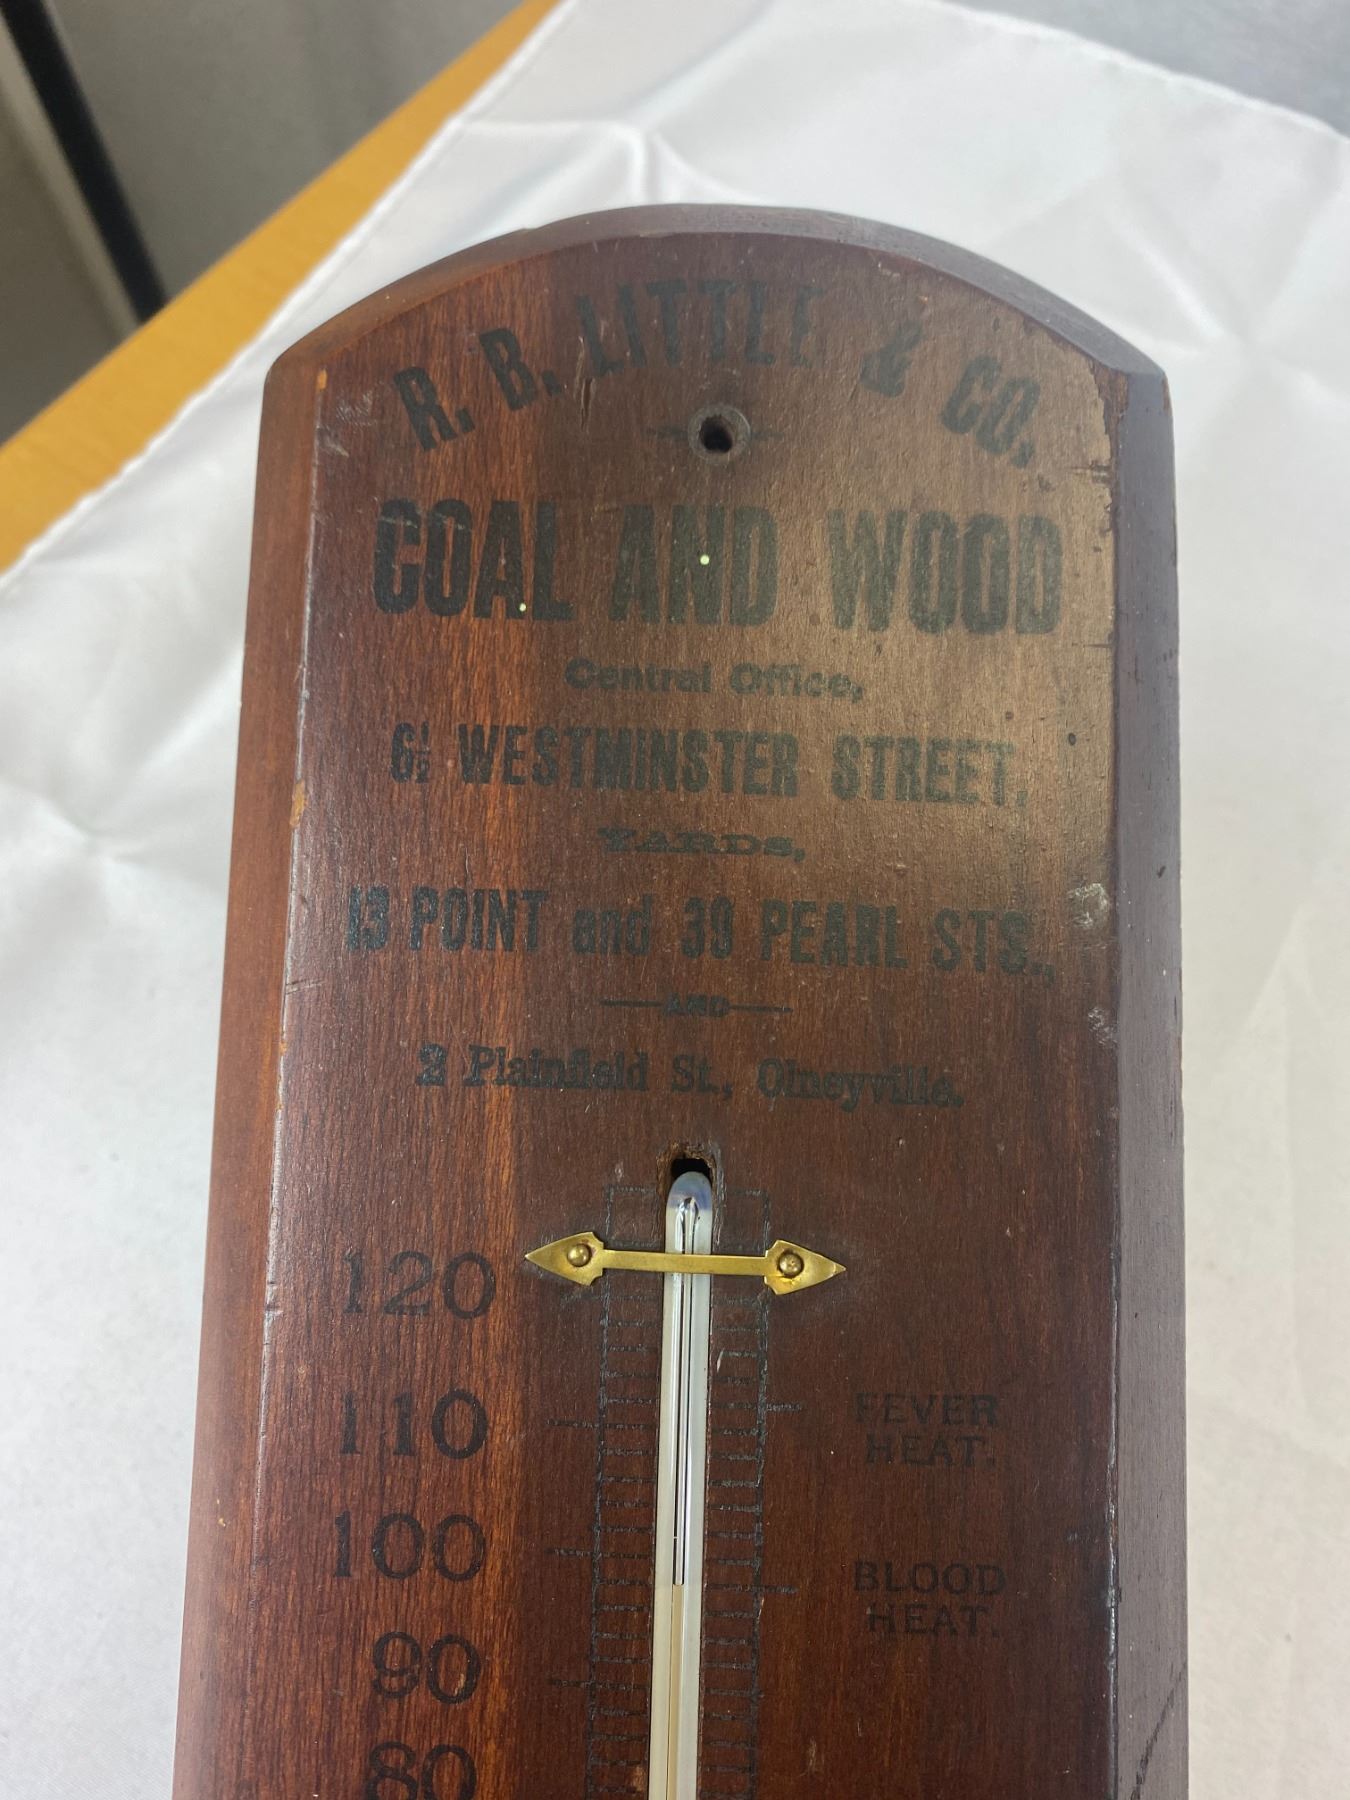 R. B. LITTLE & CO.,
COAL AND WOOD
Central Office,
6½ WESTMINSTER STREET,
YARDS,
13 POINT and 39 PEARL STS.,
AND
2 Plainfield St., Olneyville.
120
110 FEVER
HEAT.
100 BLOOD
HEAT.
90
80